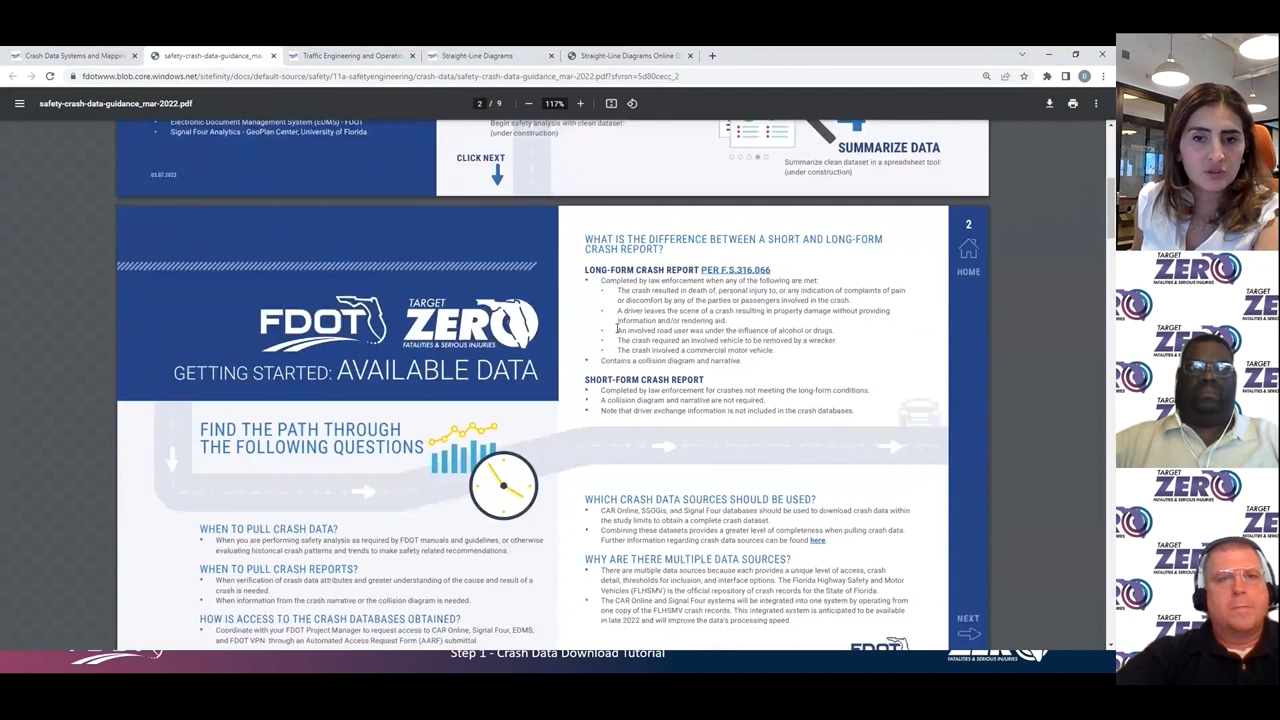 Crash Data Systems and Mappin
safety-crash-data-guidance_ma
Traffic Engineering and Operatio
Straight-Line Diagrams
Straight-Line Diagrams Online G
fdotwww.blob.core.windows.net/sitefinity/docs/default-source/safety/11a-safetyengineering/crash-data/safety-crash-data-guidance_mar-2022.pdf?sfvrsn=5d80cecc_2
B
safety-crash-data-guidance_mar-2022.pdf
2 / 9
117%
Electronic Document Management System (EDMS) - FDOT
Signal Four Analytics - GeoPlan Center, University of Florida
03.07.2022
Begin safety analysis with clean dataset:
(under construction)
CLICK NEXT
SUMMARIZE DATA
Summarize clean dataset in a spreadsheet tool:
(under construction)
FDOT
TARGET
ZERO
FATALITIES & SERIOUS INJURIES
GETTING STARTED: AVAILABLE DATA
FIND THE PATH THROUGH
THE FOLLOWING QUESTIONS
WHEN TO PULL CRASH DATA?
• When you are performing safety analysis as required by FDOT manuals and guidelines, or otherwise
evaluating historical crash patterns and trends to make safety related recommendations.
WHEN TO PULL CRASH REPORTS?
• When verification of crash data attributes and greater understanding of the cause and result of a
crash is needed.
• When information from the crash narrative or the collision diagram is needed.
HOW IS ACCESS TO THE CRASH DATABASES OBTAINED?
• Coordinate with your FDOT Project Manager to request access to CAR Online, Signal Four, EDMS,
and FDOT VPN through an Automated Access Request Form (AARF) submittal.
WHAT IS THE DIFFERENCE BETWEEN A SHORT AND LONG-FORM
CRASH REPORT?
LONG-FORM CRASH REPORT PER F.S.316.066
• Completed by law enforcement when any of the following are met:
• The crash resulted in death of, personal injury to, or any indication of complaints of pain
or discomfort by any of the parties or passengers involved in the crash.
• A driver leaves the scene of a crash resulting in property damage without providing
information and/or rendering aid.
• An involved road user was under the influence of alcohol or drugs.
• The crash required an involved vehicle to be removed by a wrecker.
• The crash involved a commercial motor vehicle.
• Contains a collision diagram and narrative.
SHORT-FORM CRASH REPORT
• Completed by law enforcement for crashes not meeting the long-form conditions.
• A collision diagram and narrative are not required.
• Note that driver exchange information is not included in the crash databases.
WHICH CRASH DATA SOURCES SHOULD BE USED?
• CAR Online, SSOGis, and Signal Four databases should be used to download crash data within
the study limits to obtain a complete crash dataset.
• Combining these datasets provides a greater level of completeness when pulling crash data.
Further information regarding crash data sources can be found here.
WHY ARE THERE MULTIPLE DATA SOURCES?
• There are multiple data sources because each provides a unique level of access, crash
detail, thresholds for inclusion, and interface options. The Florida Highway Safety and Motor
Vehicles (FLHSMV) is the official repository of crash records for the State of Florida.
• The CAR Online and Signal Four systems will be integrated into one system by operating from
one copy of the FLHSMV crash records. This integrated system is anticipated to be available
in late 2022 and will improve the data's processing speed.
FDOT
2
HOME
NEXT
Step 1 - Crash Data Download Tutorial
FATALITIES & SERIOUS INJURIES
TARGET
ZERO
FATALITIES & SERIOUS INJURIES